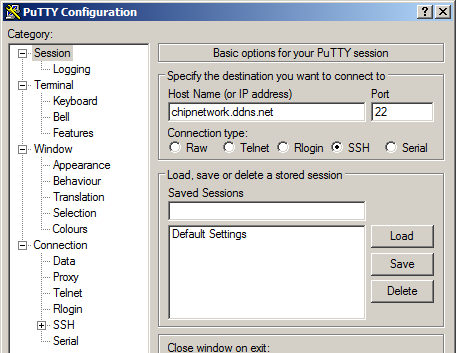 PuTTY Configuration
Category:
Session
Logging
Terminal
Keyboard
Bell
Features
Window
Appearance
Behaviour
Translation
Selection
Colours
Connection
Data
Proxy
Telnet
Rlogin
SSH
Serial
Basic options for your PuTTY session
Specify the destination you want to connect to
Host Name (or IP address) Port
chipnetwork.ddns.net 22
Connection type:
Raw Telnet Rlogin SSH Serial
Load, save or delete a stored session
Saved Sessions
Default Settings
Load
Save
Delete
Close window on exit: